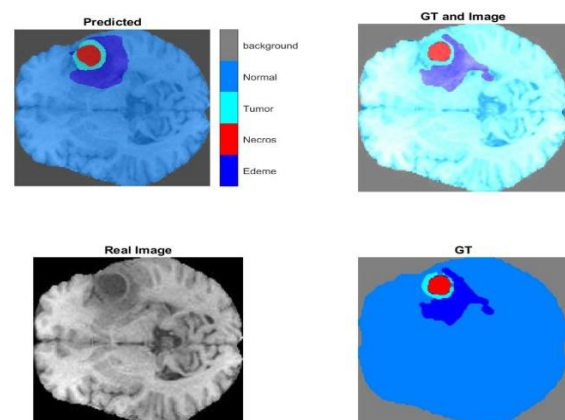 Predicted
background
Normal
Tumor
Necros
Edeme
GT and Image
Real Image
GT